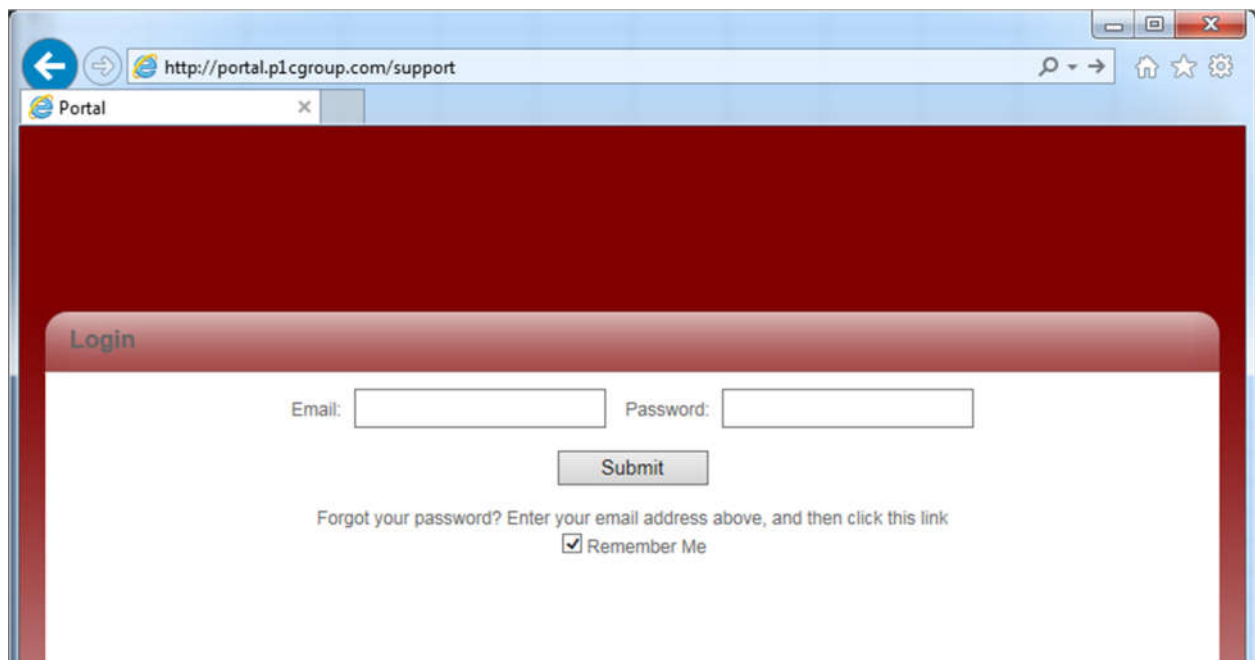 http://portal.p1cgroup.com/support
Portal
Login
Email:
Password:
Submit
Forgot your password? Enter your email address above, and then click this link
Remember Me